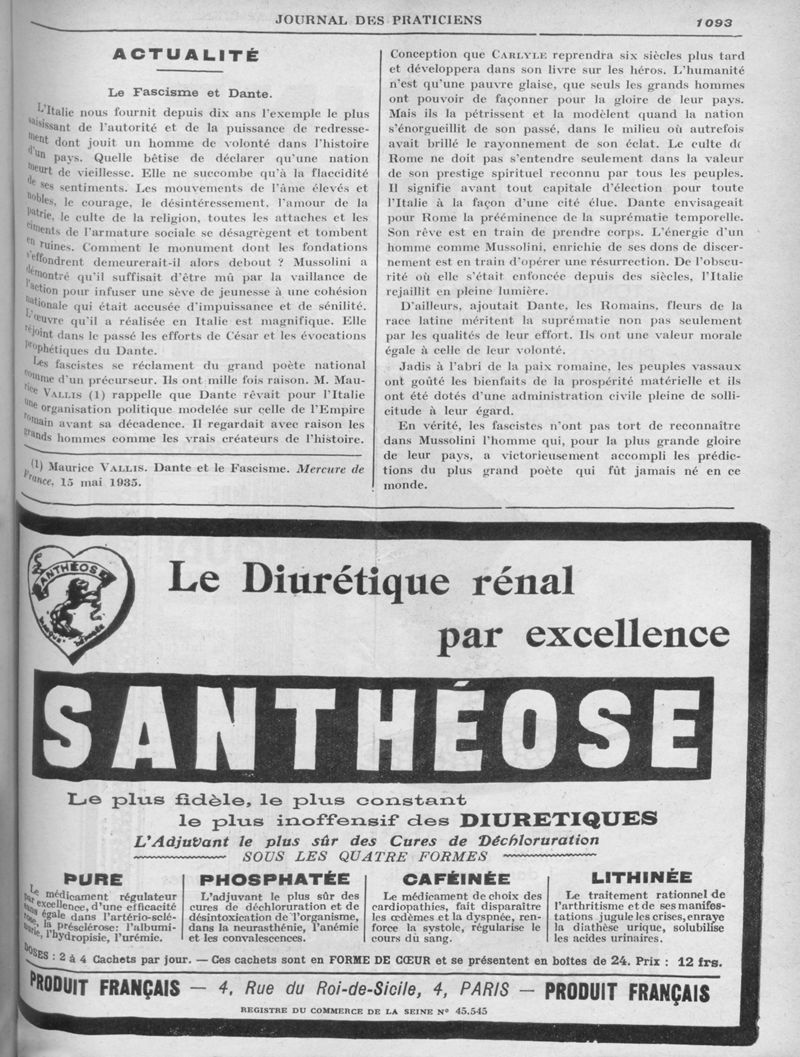 JOURNAL DES PRATICIENS
1093
ACTUALITÉ
Le Fascisme et Dante.
L'Italie nous fournit depuis dix ans l'exemple le plus
saisissant de l'autorité et de la puissance de redresse-
ment dont jouit un homme de volonté dans l'histoire
d'un pays. Quelle bêtise de déclarer qu'une nation
meurt de vieillesse. Elle ne succombe qu'à la flaccidité
de ses sentiments. Les mouvements de l'âme élevés et
nobles, le courage, le désintéressement, l'amour de la
patrie, le culte de la religion, toutes les attaches et les
ciments de l'armature sociale se désagrègent et tombent
en ruines. Comment le monument dont les fondations
s'effondrent demeurerait-il alors debout ? Mussolini a
démontré qu'il suffisait d'être mû par la vaillance de
l'action pour infuser une sève de jeunesse à une cohésion
nationale qui était accusée d'impuissance et de sénilité.
L'œuvre qu'il a réalisée en Italie est magnifique. Elle
rejoint dans le passé les efforts de César et les évocations
prophétiques du Dante.
Les fascistes se réclament du grand poète national
comme d'un précurseur. Ils ont mille fois raison. M. Mau-
rice VALLIS (1) rappelle que Dante rêvait pour l'Italie
une organisation politique modelée sur celle de l'Empire
romain avant sa décadence. Il regardait avec raison les
grands hommes comme les vrais créateurs de l'histoire.
(1) Maurice VALLIS. Dante et le Fascisme. Mercure de
France, 15 mai 1935.
Conception que CARLYLE reprendra six siècles plus tard
et développera dans son livre sur les héros. L'humanité
n'est qu'une pauvre glaise, que seuls les grands hommes
ont pouvoir de façonner pour la gloire de leur pays.
Mais ils la pétrissent et la modèlent quand la nation
s'énorgueillit de son passé, dans le milieu où autrefois
avait brillé le rayonnement de son éclat. Le culte de
Rome ne doit pas s'entendre seulement dans la valeur
de son prestige spirituel reconnu par tous les peuples.
Il signifie avant tout capitale d'élection pour toute
l'Italie à la façon d'une cité élue. Dante envisageait
pour Rome la prééminence de la suprématie temporelle.
Son rêve est en train de prendre corps. L'énergie d'un
homme comme Mussolini, enrichie de ses dons de discer-
nement est en train d'opérer une résurrection. De l'obscu-
rité où elle s'était enfoncée depuis des siècles, l'Italie
rejaillit en pleine lumière.
D'ailleurs, ajoutait Dante, les Romains, fleurs de la
race latine méritent la suprématie non pas seulement
par les qualités de leur effort. Ils ont une valeur morale
égale à celle de leur volonté.
Jadis à l'abri de la paix romaine, les peuples vassaux
ont goûté les bienfaits de la prospérité matérielle et ils
ont été dotés d'une administration civile pleine de solli-
citude à leur égard.
En vérité, les fascistes n'ont pas tort de reconnaître
dans Mussolini l'homme qui, pour la plus grande gloire
de leur pays, a victorieusement accompli les prédic-
tions du plus grand poète qui fût jamais né en ce
monde.
SANTHÉOSE
Le Diurétique rénal
par excellence
SANTHÉOSE
Le plus fidèle, le plus constant
le plus inoffensif des DIURETIQUES
L'Adjuvant le plus sûr des Cures de Déchloruration
SOUS LES QUATRE FORMES
PURE
Le médicament régulateur
par excellence, d'une efficacité
sans égale dans l'artério-sclé-
rose, la présclérose: l'albumi-
nurie, l'hydropisie, l'urémie.
PHOSPHATÉE
L'adjuvant le plus sûr des
cures de déchloruration et de
désintoxication de l'organisme,
dans la neurasthénie, l'anémie
et les convalescences.
CAFÉINÉE
Le médicament de choix des
cardiopathies, fait disparaître
les œdèmes et la dyspnée, ren-
force la systole, régularise le
cours du sang.
LITHINÉE
Le traitement rationnel de
l'arthritisme et de ses manifes-
tations jugule les crises, enraye
la diathèse urique, solubilise
les acides urinaires.
DOSES : 2 à 4 Cachets par jour. — Ces cachets sont en FORME DE CŒUR et se présentent en boîtes de 24. Prix : 12 frs.
PRODUIT FRANÇAIS — 4, Rue du Roi-de-Sicile, 4, PARIS — PRODUIT FRANÇAIS
REGISTRE DU COMMERCE DE LA SEINE N° 45.545